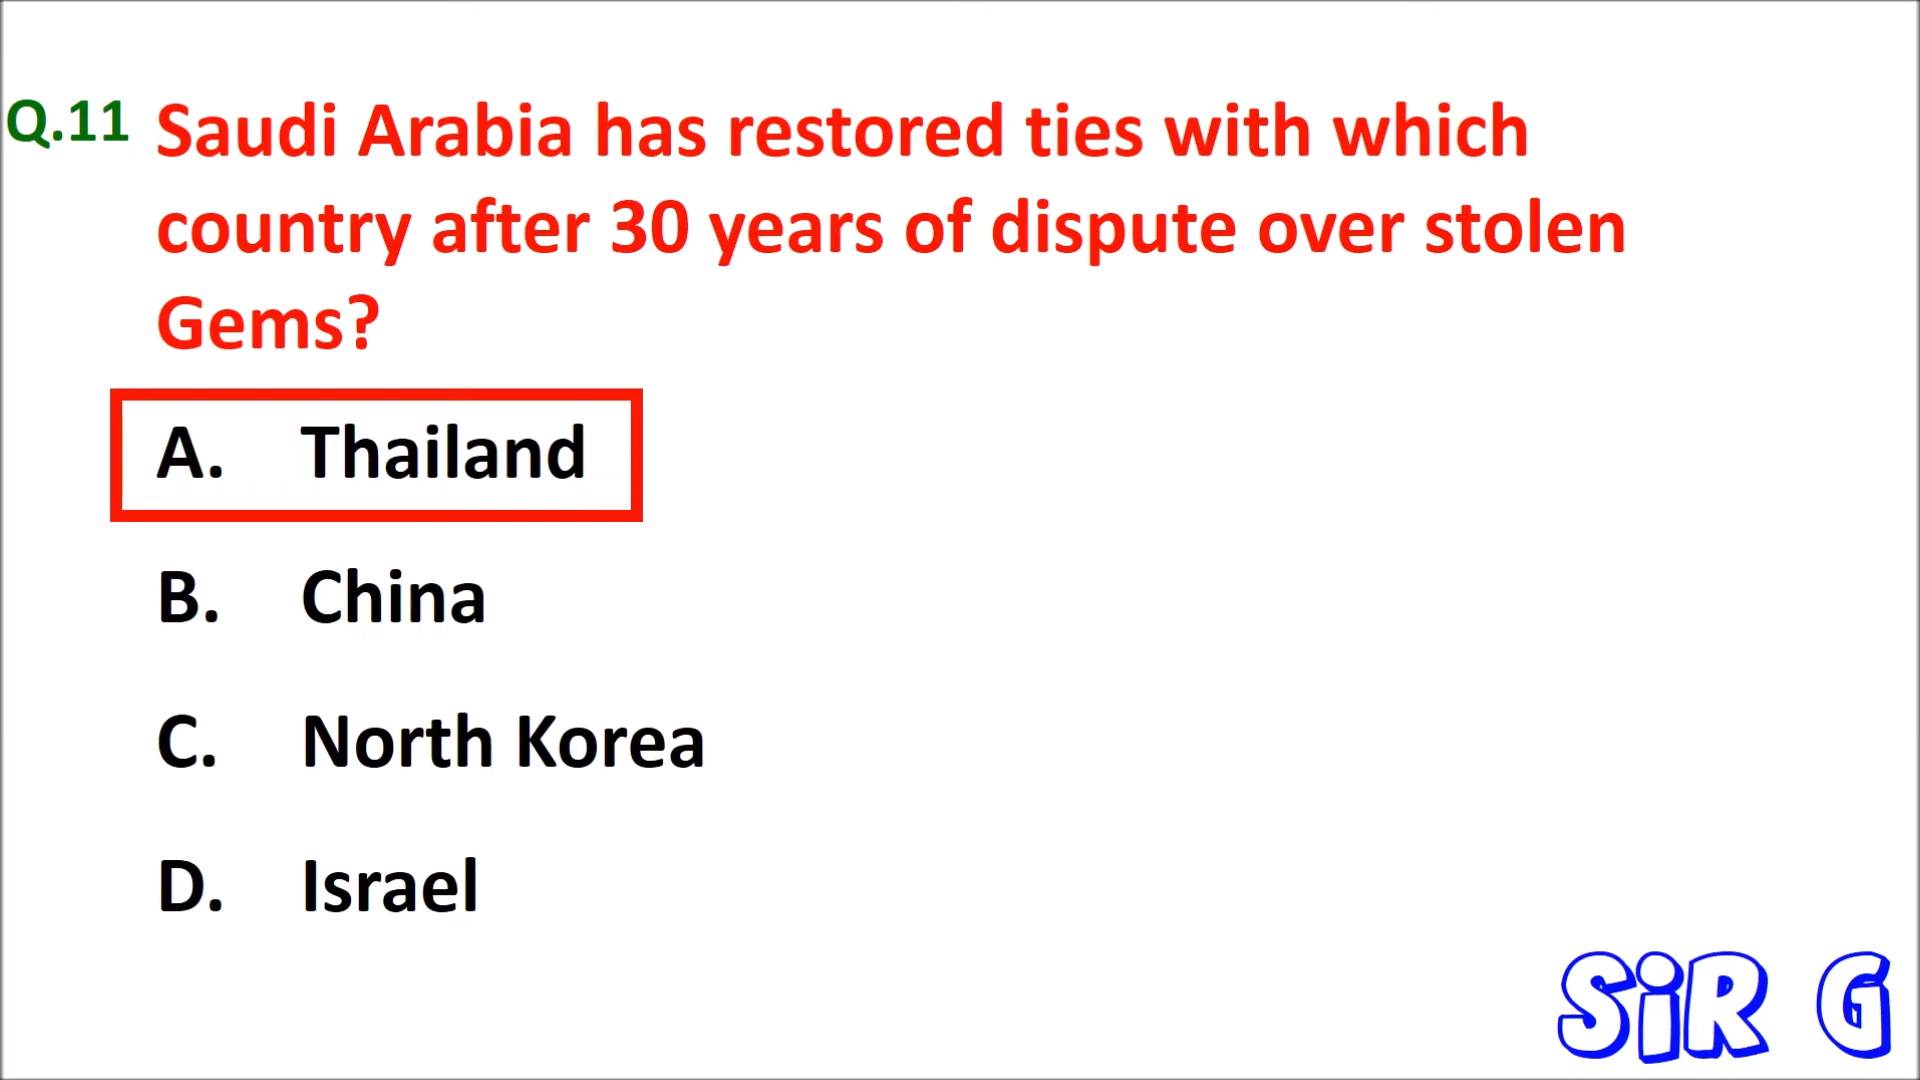 Q.11 Saudi Arabia has restored ties with which
country after 30 years of dispute over stolen
Gems?
A. Thailand
B. China
C. North Korea
D. Israel
SiR G